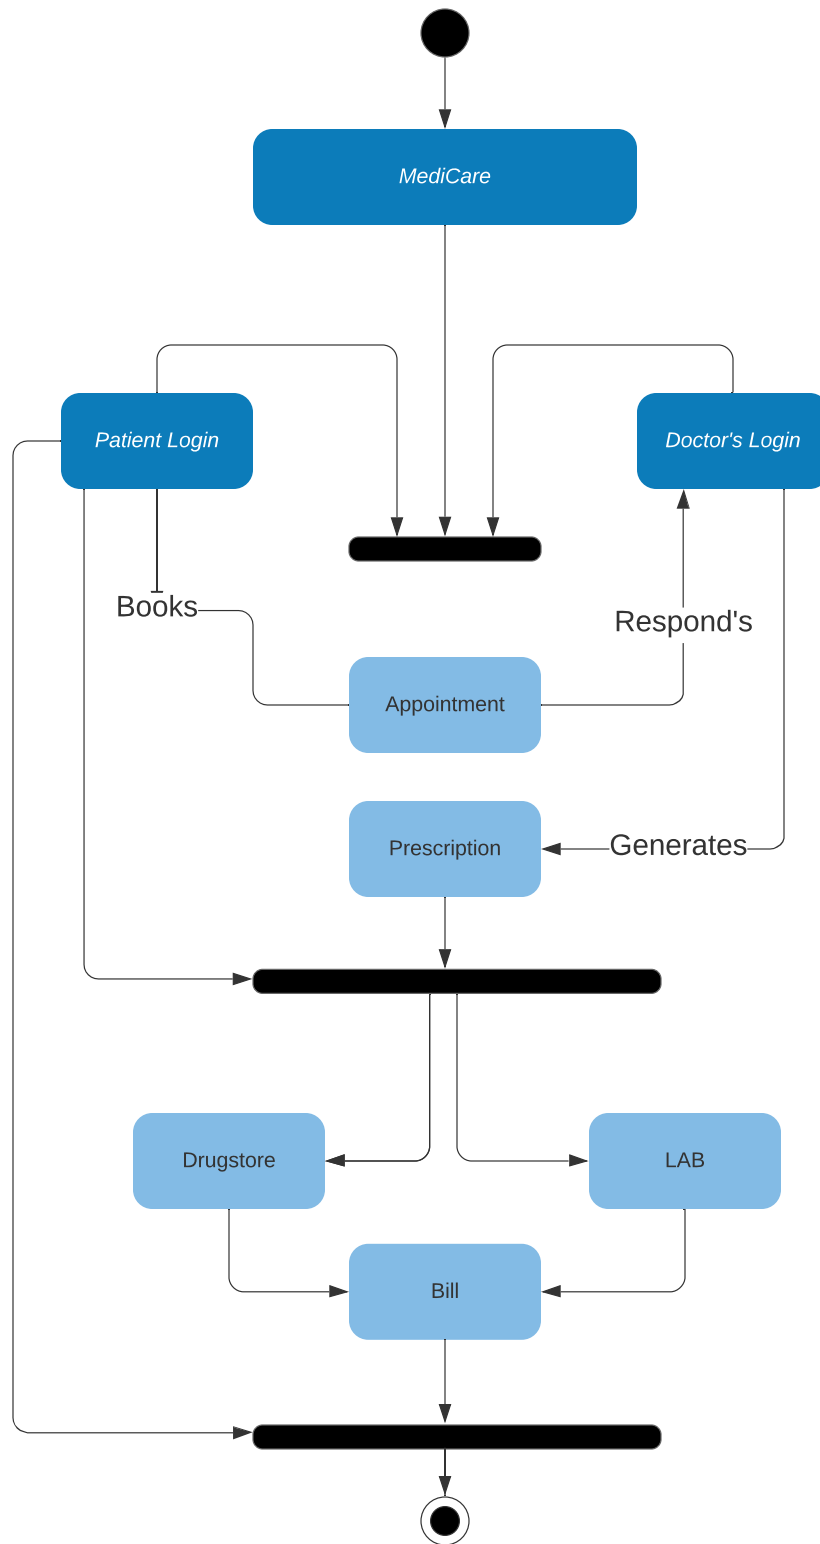 MediCare
Patient Login
Doctor's Login
Books
Respond's
Appointment
Prescription
Generates
Drugstore
LAB
Bill